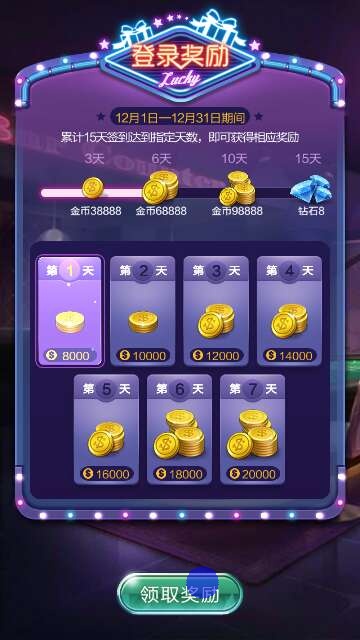 登录奖励
Lucky
12月1日—12月31日期间
累计15天签到达到指定天数，即可获得相应奖励
3天 6天 10天 15天
金币38888 金币68888 金币98888 钻石8
第1天 第2天 第3天 第4天
8000 10000 12000 14000
第5天 第6天 第7天
16000 18000 20000
领取奖励